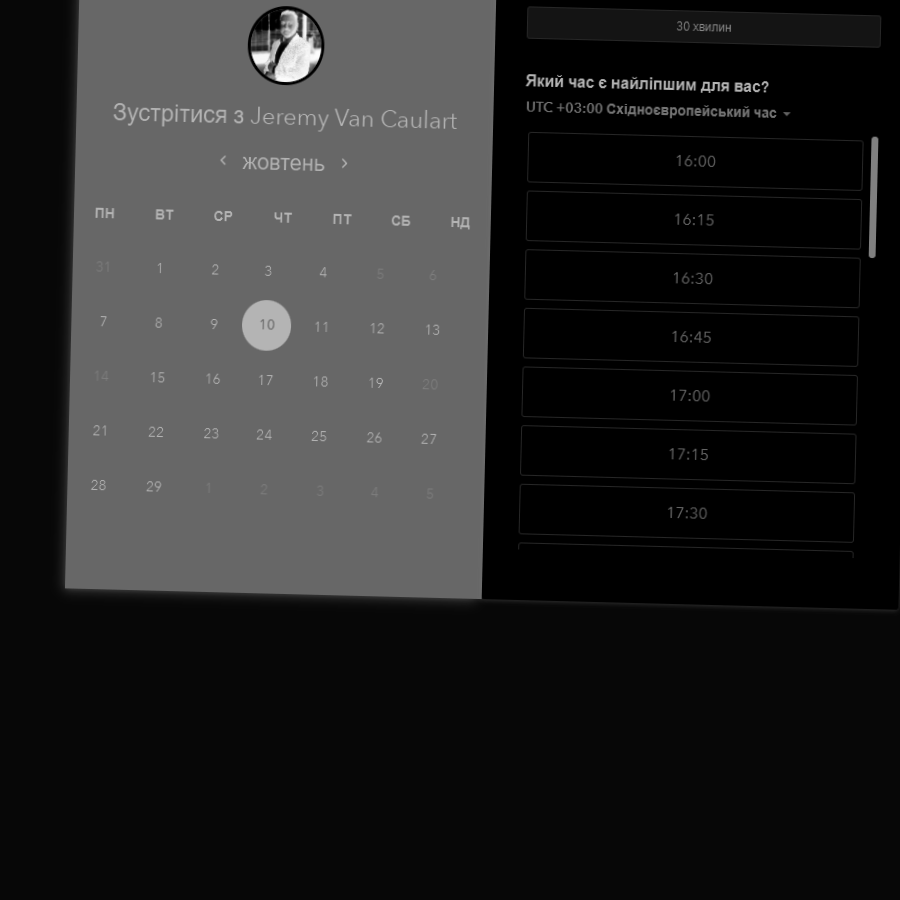 Зустрітися з Jeremy Van Caulart
жовтень
ПН ВТ СР ЧТ ПТ СБ НД
31 1 2 3 4 5 6
7 8 9 10 11 12 13
14 15 16 17 18 19 20
21 22 23 24 25 26 27
28 29 1 2 3 4 5
30 хвилин
Який час є найліпшим для вас?
UTC +03:00 Східноєвропейський час
16:00
16:15
16:30
16:45
17:00
17:15
17:30